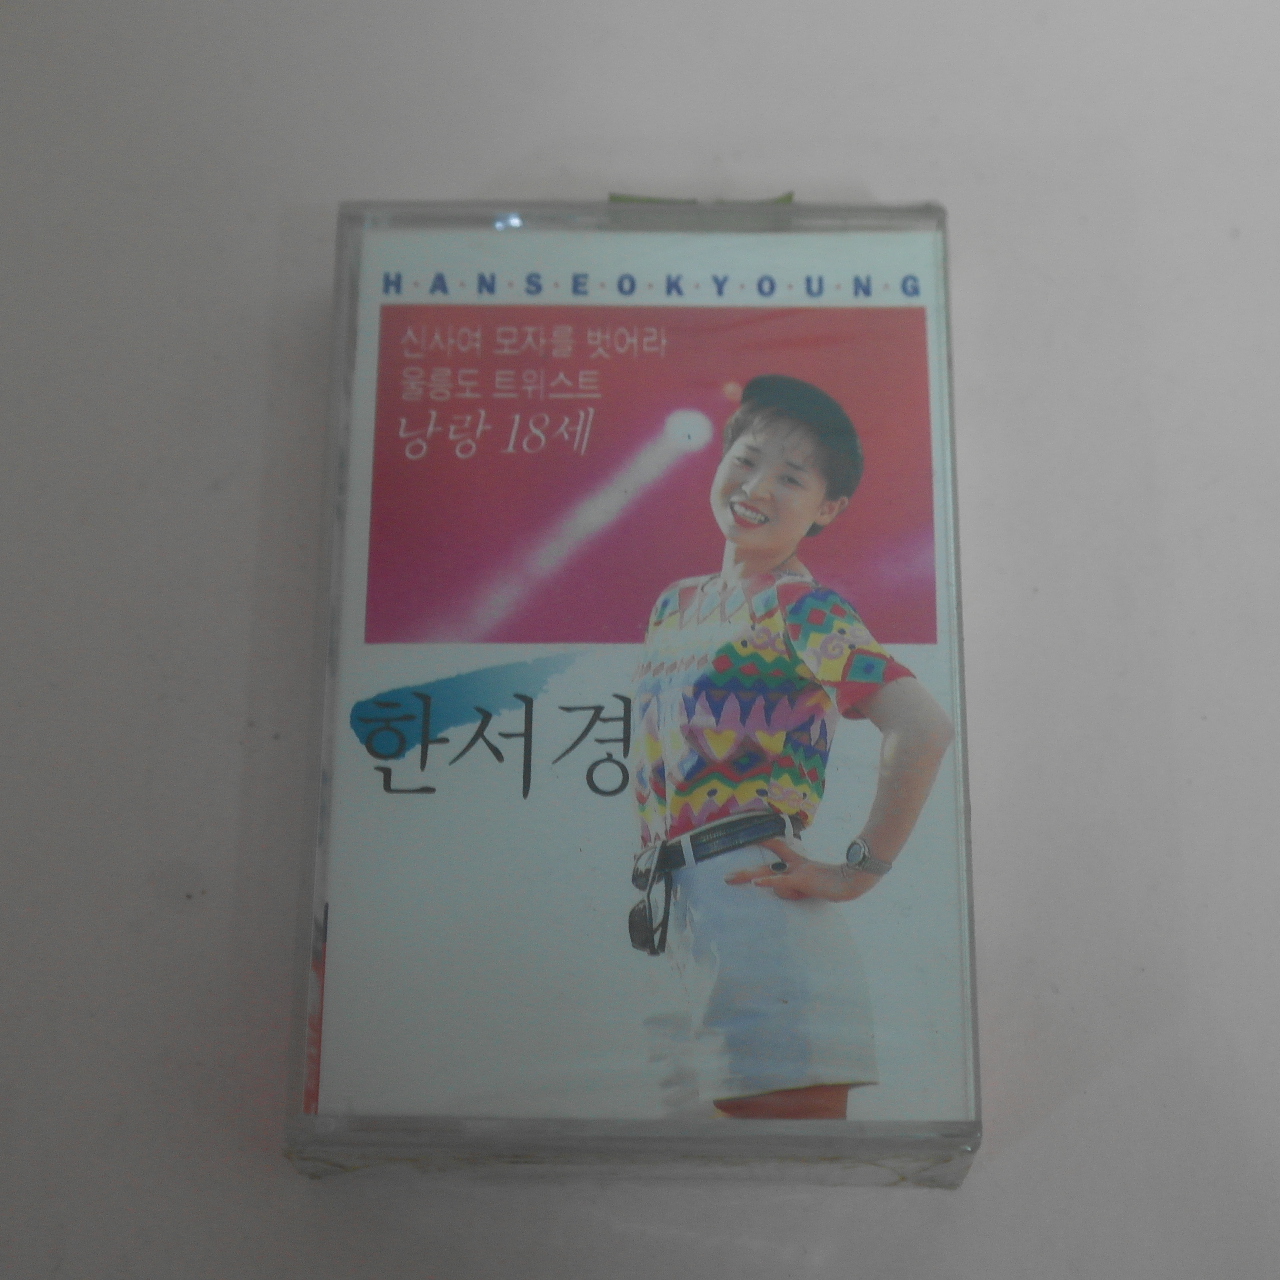 H·A·N·S·E·O·K·Y·O·U·N·G
신사여 모자를 벗어라
울릉도 트위스트
낭랑 18세
한서경